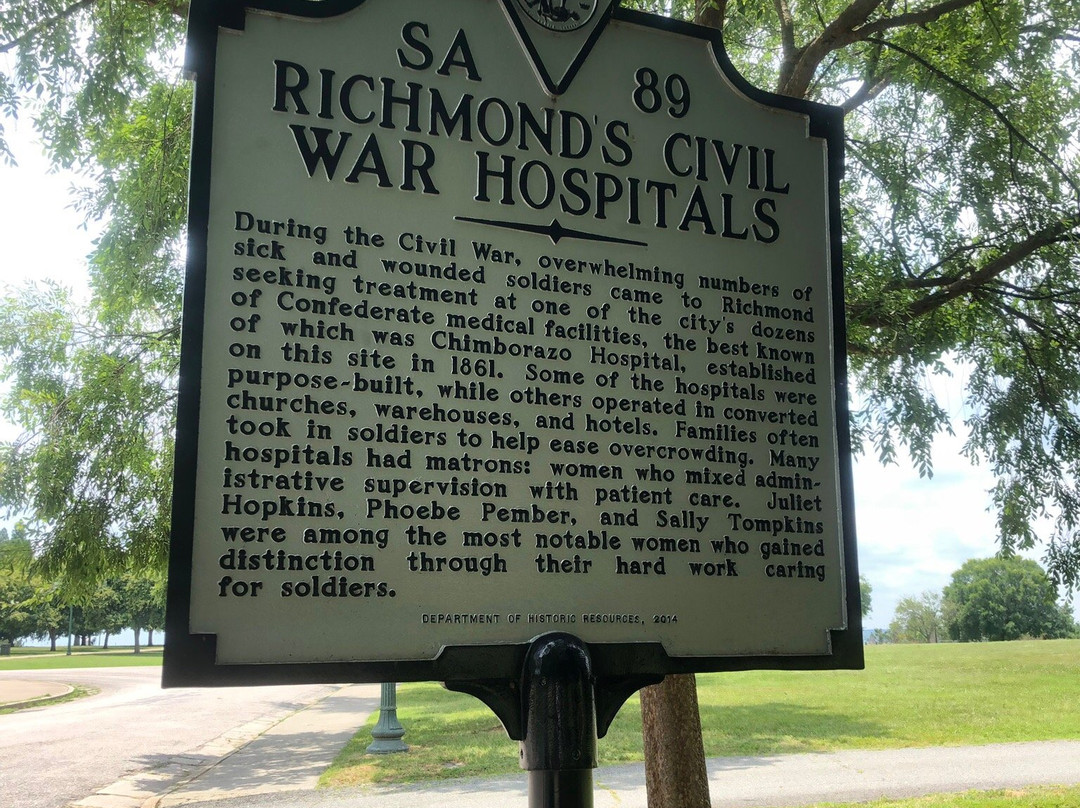 SA 89
RICHMOND'S CIVIL
WAR HOSPITALS
During the Civil War, overwhelming numbers of
sick and wounded soldiers came to Richmond
seeking treatment at one of the city's dozens
of Confederate medical facilities, the best known
of which was Chimborazo Hospital, established
on this site in 1861. Some of the hospitals were
purpose-built, while others operated in converted
churches, warehouses, and hotels. Families often
took in soldiers to help ease overcrowding. Many
hospitals had matrons: women who mixed admin-
istrative supervision with patient care. Juliet
Hopkins, Phoebe Pember, and Sally Tompkins
were among the most notable women who gained
distinction through their hard work caring
for soldiers.
DEPARTMENT OF HISTORIC RESOURCES, 2014